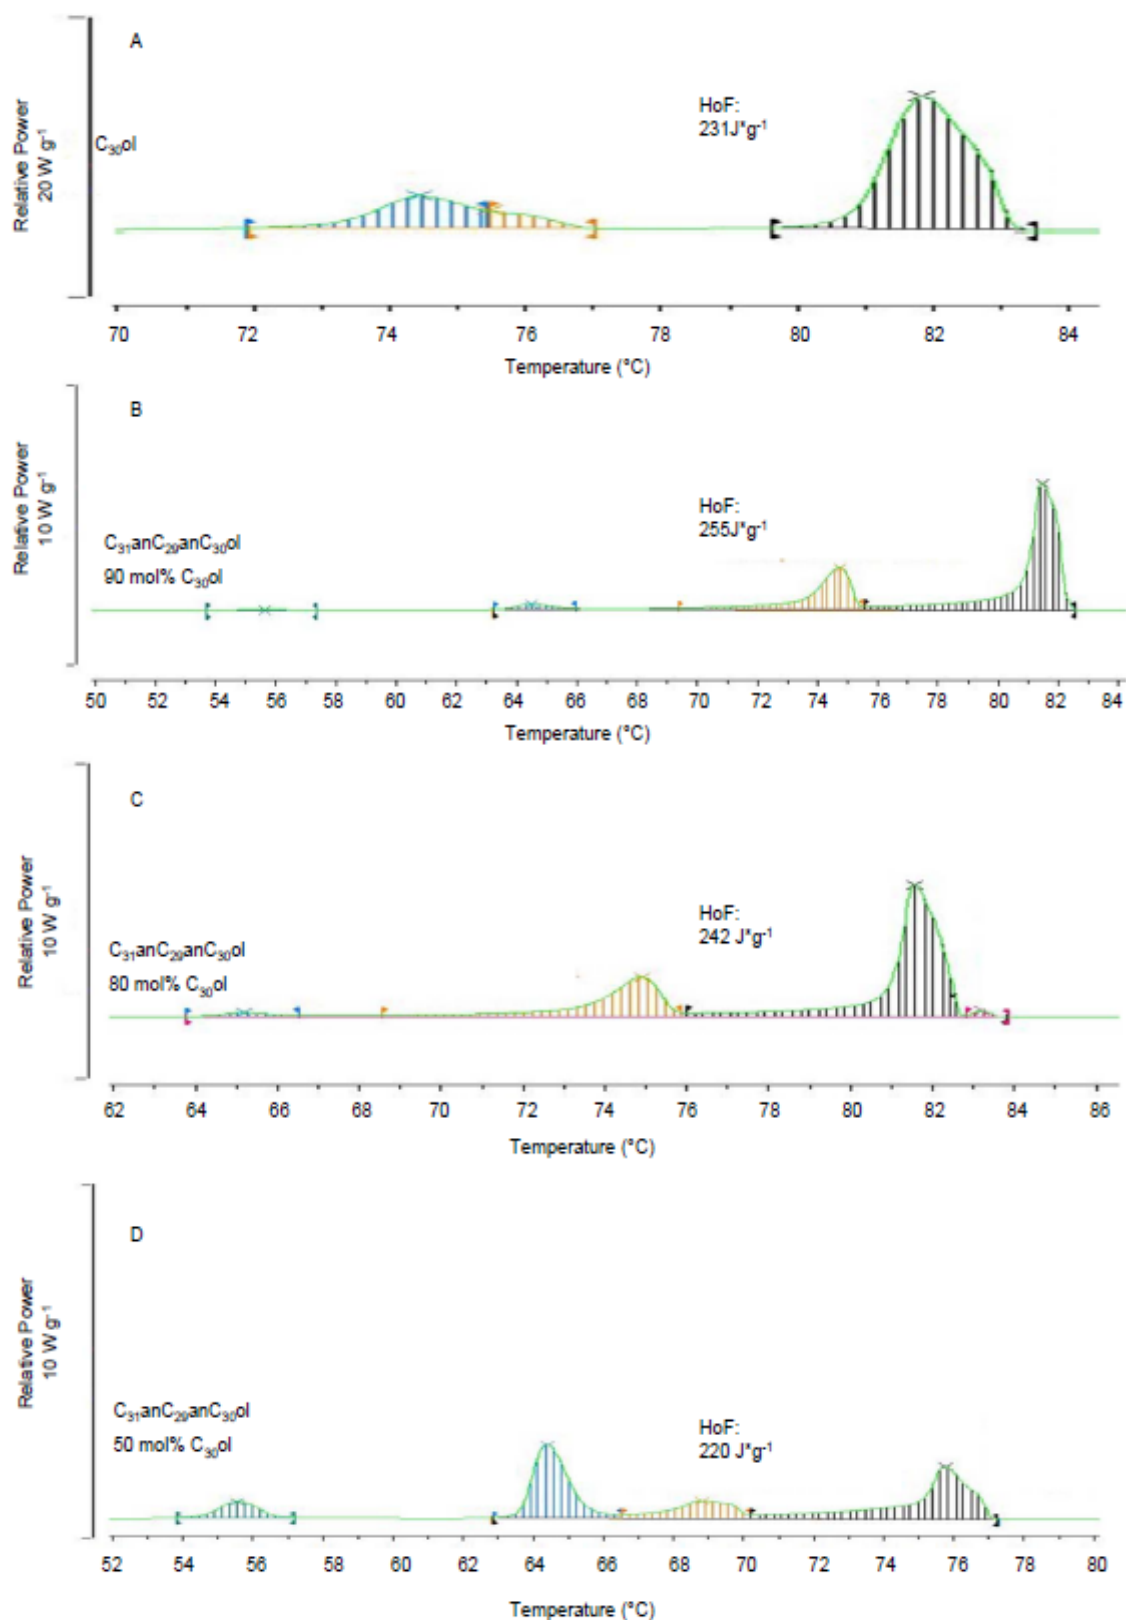 A
Relative Power
20 W g⁻¹
C₃₀ol
HoF:
231J*g⁻¹
70 72 74 76 78 80 82 84
Temperature (°C)
B
Relative Power
10 W g⁻¹
C₃₁anC₂₉anC₃₀ol
90 mol% C₃₀ol
HoF:
255J*g⁻¹
50 52 54 56 58 60 62 64 66 68 70 72 74 76 78 80 82 84
Temperature (°C)
C
Relative Power
10 W g⁻¹
C₃₁anC₂₉anC₃₀ol
80 mol% C₃₀ol
HoF:
242 J*g⁻¹
62 64 66 68 70 72 74 76 78 80 82 84 86
Temperature (°C)
D
Relative Power
10 W g⁻¹
C₃₁anC₂₉anC₃₀ol
50 mol% C₃₀ol
HoF:
220 J*g⁻¹
52 54 56 58 60 62 64 66 68 70 72 74 76 78 80
Temperature (°C)